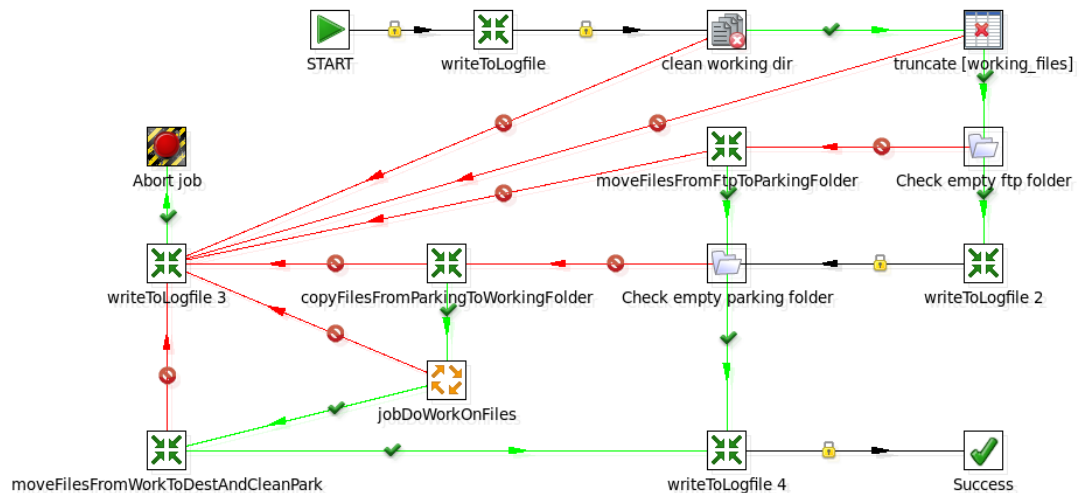 START
writeToLogfile
clean working dir
truncate [working_files]
Abort job
moveFilesFromFtpToParkingFolder
Check empty ftp folder
writeToLogfile 3
copyFilesFromParkingToWorkingFolder
Check empty parking folder
writeToLogfile 2
jobDoWorkOnFiles
moveFilesFromWorkToDestAndCleanPark
writeToLogfile 4
Success